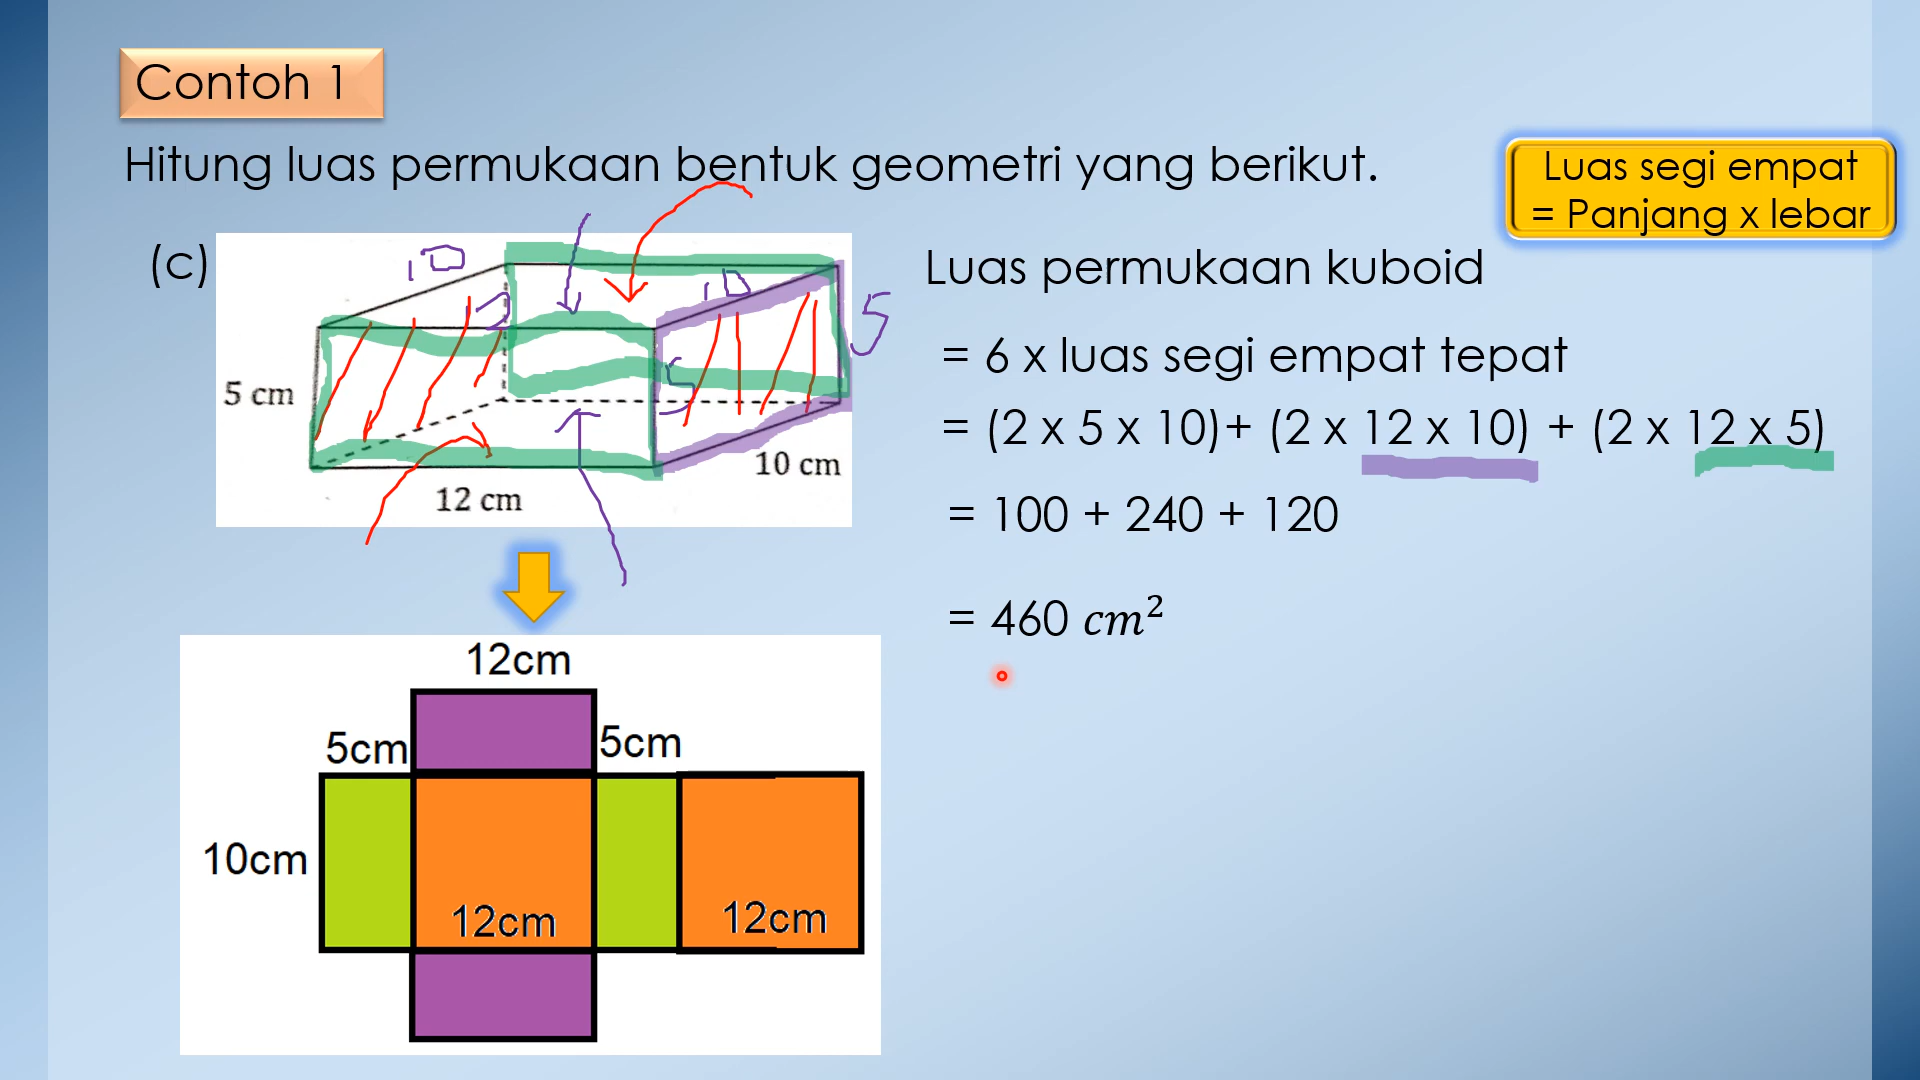 Contoh 1
Hitung luas permukaan bentuk geometri yang berikut.
Luas segi empat
= Panjang x lebar
(c)
10
10
5
5
5 cm
10 cm
12 cm
Luas permukaan kuboid
= 6 x luas segi empat tepat
= (2 x 5 x 10)+ (2 x 12 x 10) + (2 x 12 x 5)
= 100 + 240 + 120
= 460 cm²
12cm
5cm
5cm
10cm
12cm
12cm